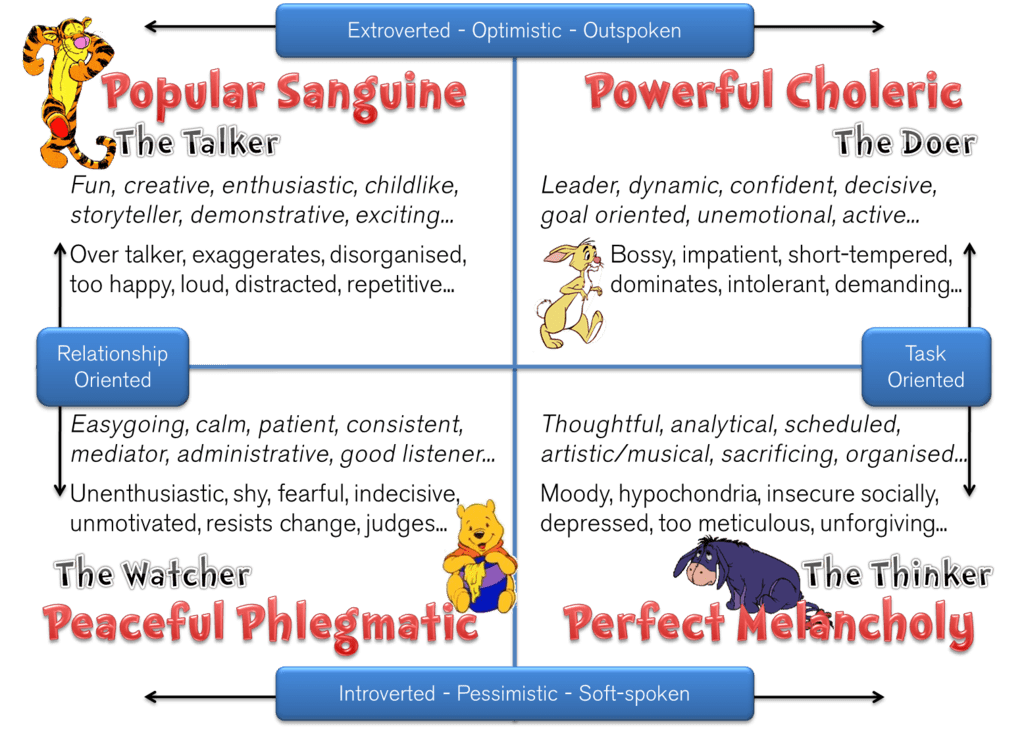 Extroverted - Optimistic - Outspoken
Popular Sanguine
The Talker
Fun, creative, enthusiastic, childlike,
storyteller, demonstrative, exciting...
Over talker, exaggerates, disorganised,
too happy, loud, distracted, repetitive...
Powerful Choleric
The Doer
Leader, dynamic, confident, decisive,
goal oriented, unemotional, active...
Bossy, impatient, short-tempered,
dominates, intolerant, demanding...
Relationship
Oriented
Task
Oriented
Easygoing, calm, patient, consistent,
mediator, administrative, good listener...
Unenthusiastic, shy, fearful, indecisive,
unmotivated, resists change, judges...
The Watcher
Peaceful Phlegmatic
Thoughtful, analytical, scheduled,
artistic/musical, sacrificing, organised...
Moody, hypochondria, insecure socially,
depressed, too meticulous, unforgiving...
The Thinker
Perfect Melancholy
Introverted - Pessimistic - Soft-spoken